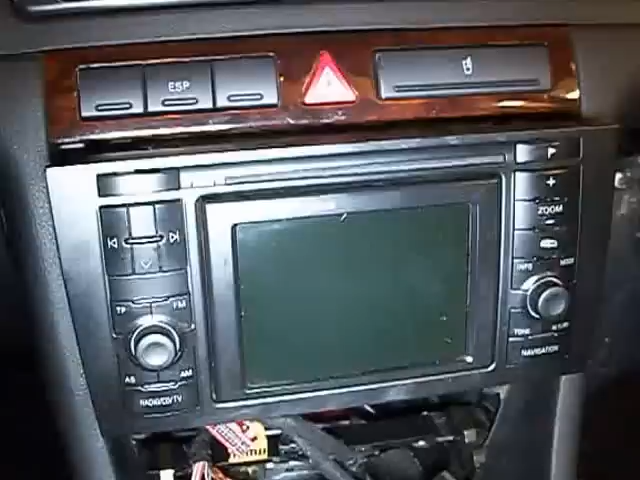 ESP
ZOOM
INFO
TP
FM
TONE
AS
AM
RADIO/CD/TV
NAVIGATION